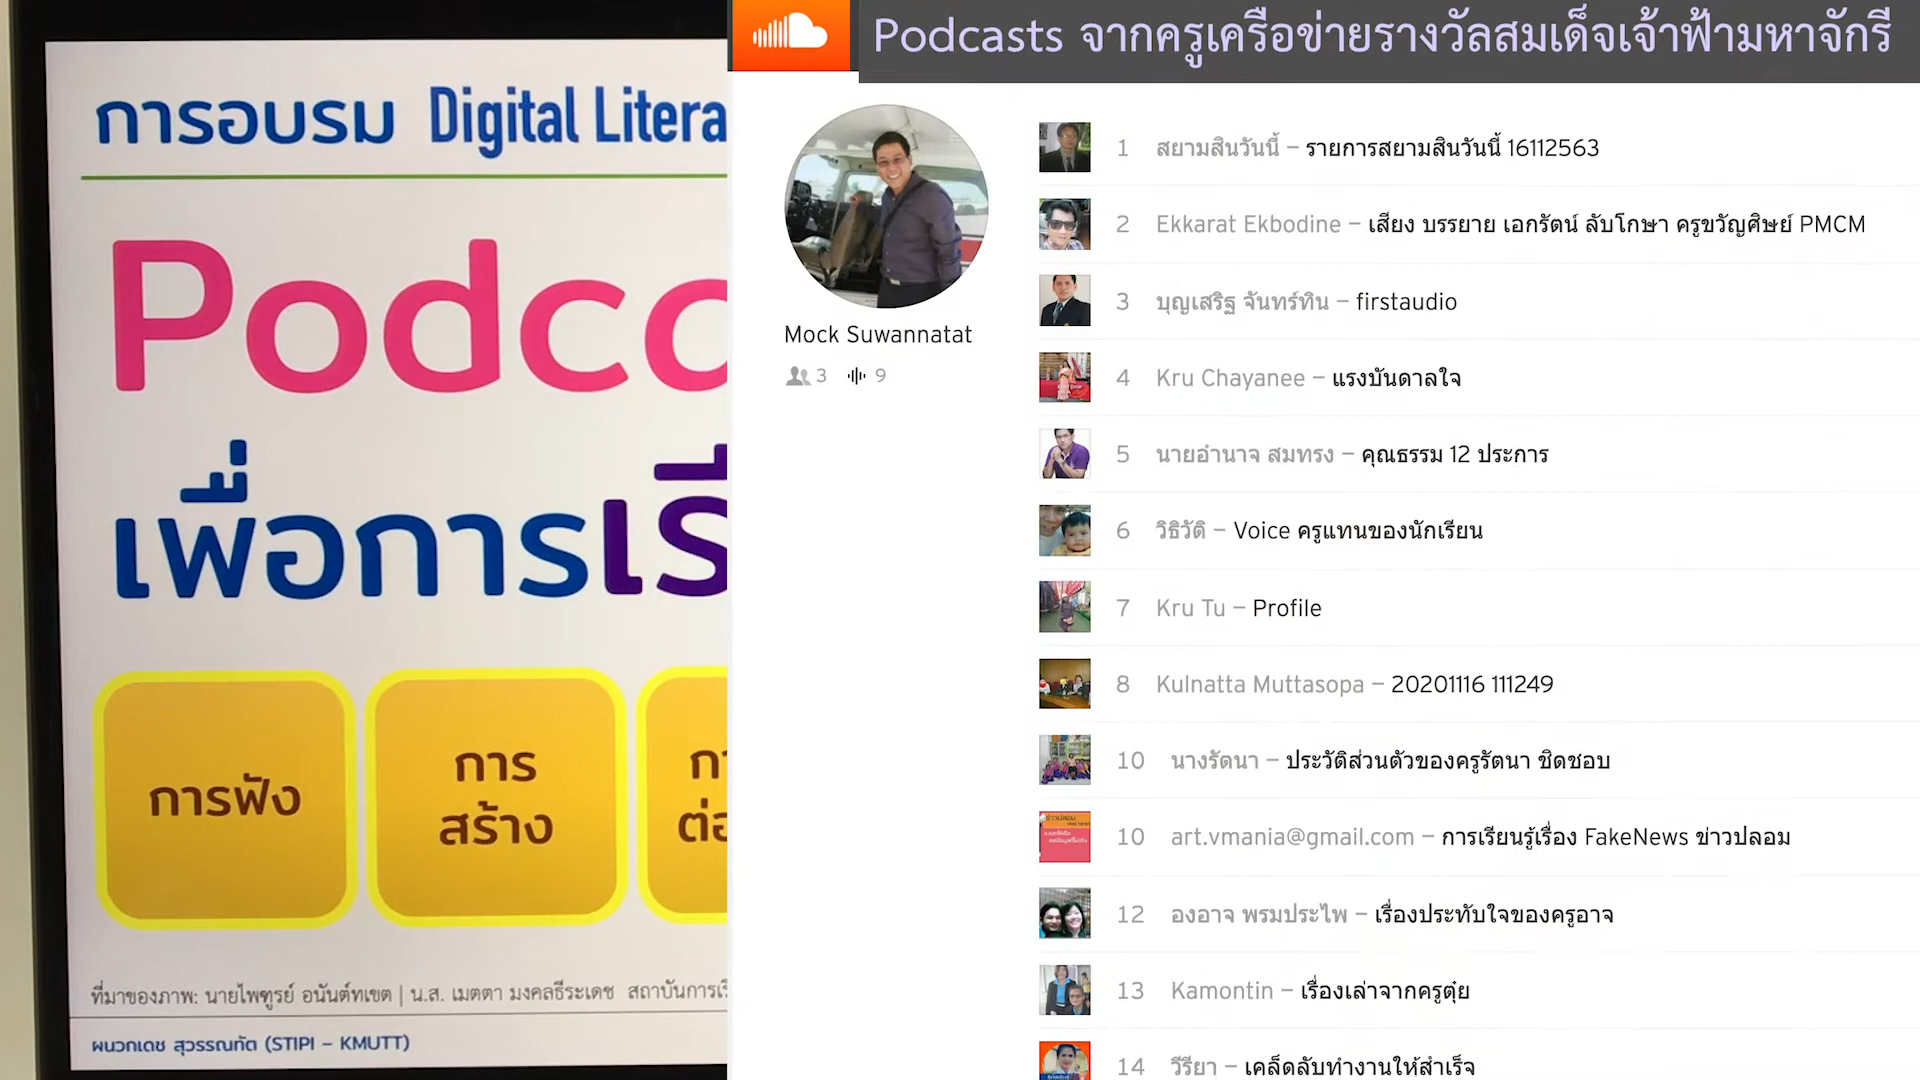 การอบรม Digital Litera
Podca
เพื่อการเรี
การฟัง
การ
สร้าง
กา
ต่อ
ที่มาของภาพ: นายไพฑูรย์ อนันต์ทเขต | น.ส. เมตตา มงคลธีระเดช สถาบันการเรี
ผนวกเดช สุวรรณทัต (STIPI – KMUTT)
Podcasts จากครูเครือข่ายรางวัลสมเด็จเจ้าฟ้ามหาจักรี
Mock Suwannatat
3 9
1 สยามสินวันนี้ – รายการสยามสินวันนี้ 16112563
2 Ekkarat Ekbodine – เสียง บรรยาย เอกรัตน์ ลับโกษา ครูขวัญศิษย์ PMCM
3 บุญเสริฐ จันทร์ทิน – firstaudio
4 Kru Chayanee – แรงบันดาลใจ
5 นายอำนาจ สมทรง – คุณธรรม 12 ประการ
6 วิธิวัติ – Voice ครูแทนของนักเรียน
7 Kru Tu – Profile
8 Kulnatta Muttasopa – 20201116 111249
10 นางรัตนา – ประวัติส่วนตัวของครูรัตนา ชิดชอบ
10 art.vmania@gmail.com – การเรียนรู้เรื่อง FakeNews ข่าวปลอม
12 องอาจ พรมประไพ – เรื่องประทับใจของครูอาจ
13 Kamontin – เรื่องเล่าจากครูตุ๋ย
14 วีรียา – เคล็ดลับทำงานให้สำเร็จ